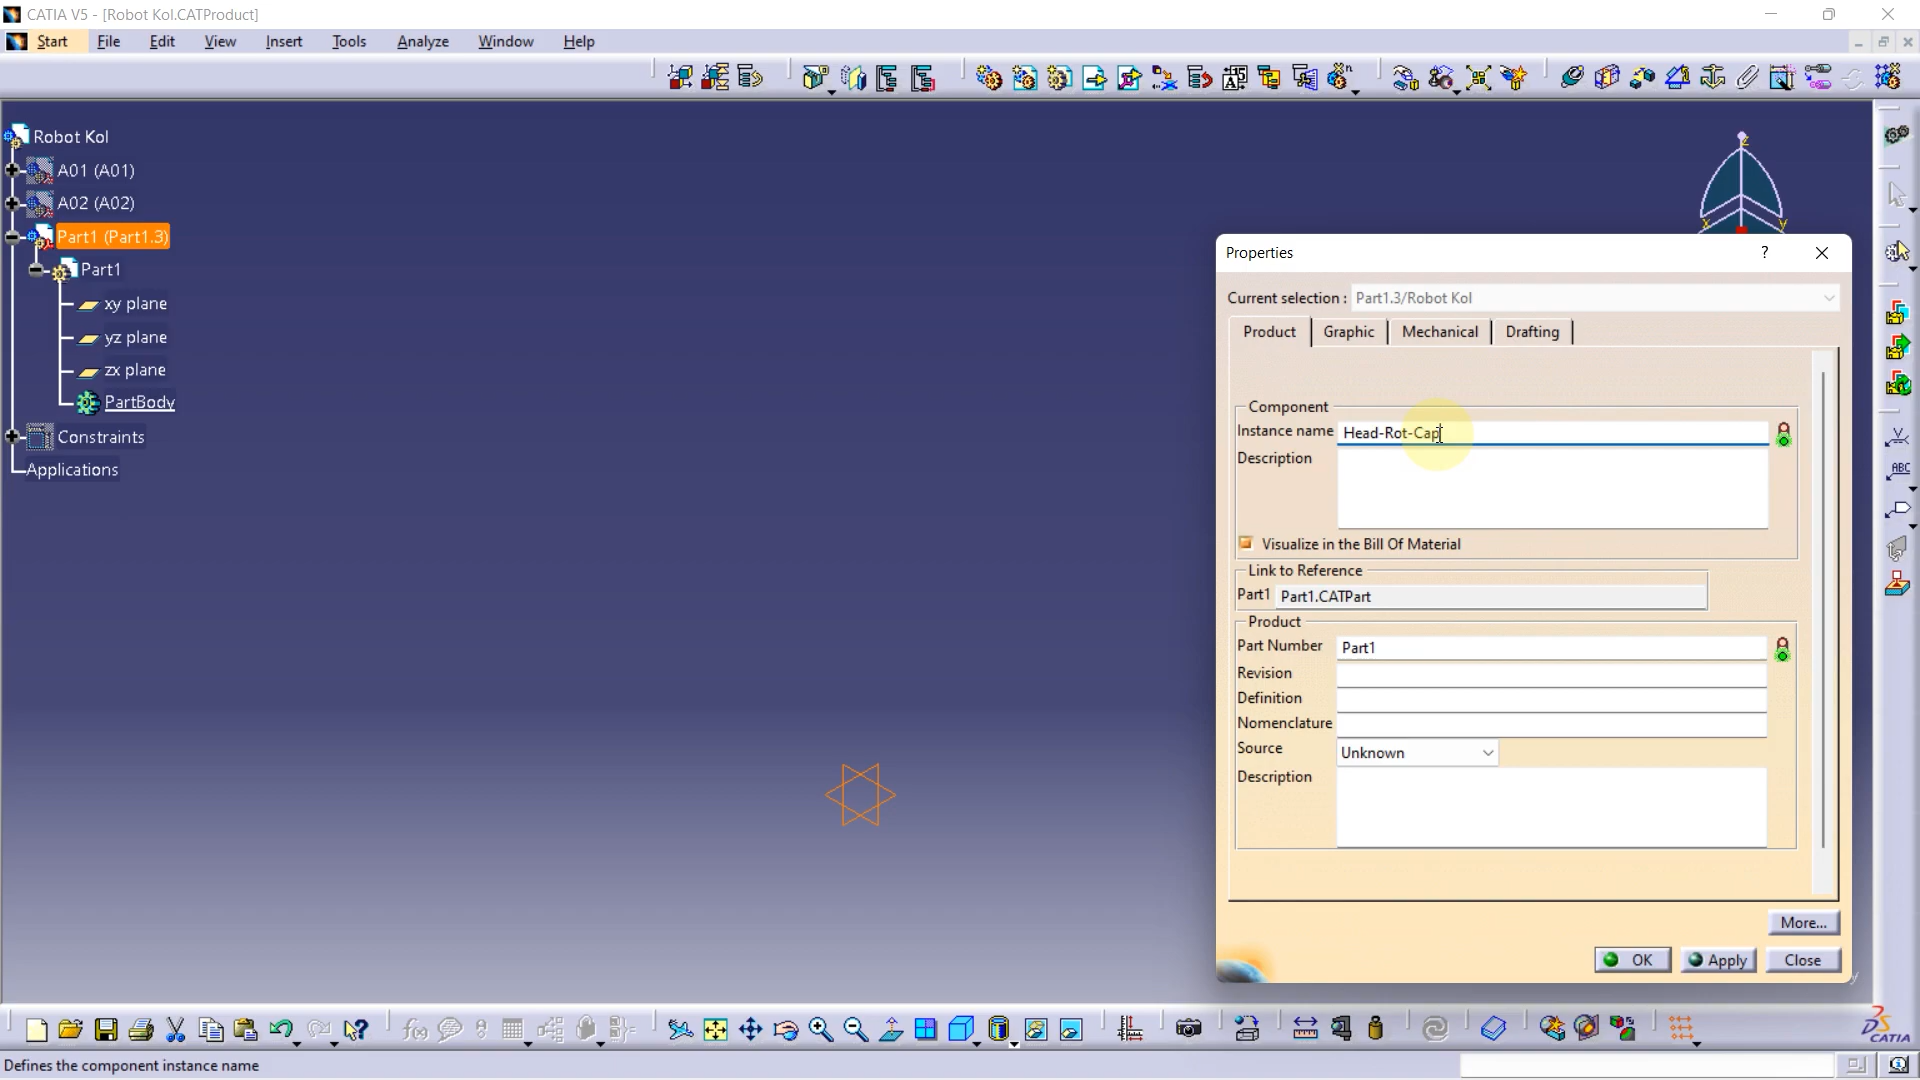 CATIA V5 - [Robot Kol.CATProduct]
Start File Edit View Insert Tools Analyze Window Help
Robot Kol
A01 (A01)
A02 (A02)
Part1 (Part1.3)
Part1
xy plane
yz plane
zx plane
PartBody
Constraints
Applications
z
x
y
Properties
?
Current selection : Part1.3/Robot Kol
Product Graphic Mechanical Drafting
Component
Instance name Head-Rot-Cap
Description
Visualize in the Bill Of Material
Link to Reference
Part1 Part1.CATPart
Product
Part Number Part1
Revision
Definition
Nomenclature
Source Unknown
Description
More...
OK Apply Close
ABC
f(x)
CATIA
Defines the component instance name